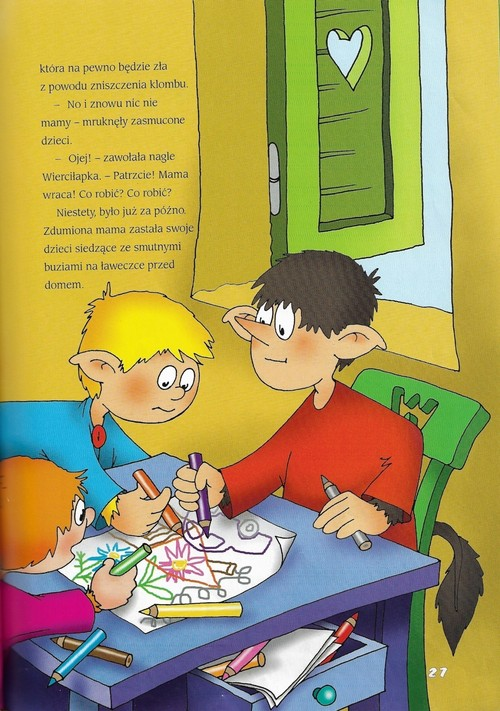 która na pewno będzie zła
z powodu zniszczenia klombu.
– No i znowu nic nie
mamy – mruknęły zasmucone
dzieci.
– Ojej! – zawołała nagle
Wierciłapka. – Patrzcie! Mama
wraca! Co robić? Co robić?
Niestety, było już za późno.
Zdumiona mama zastała swoje
dzieci siedzące ze smutnymi
buziami na ławeczce przed
domem.
27